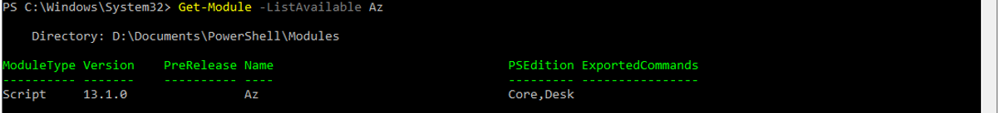 PS C:\Windows\System32> Get-Module -ListAvailable Az
Directory: D:\Documents\PowerShell\Modules
ModuleType Version    PreRelease Name                                PSEdition ExportedCommands
---------- -------    ---------- ----                                --------- ----------------
Script     13.1.0                Az                                  Core,Desk